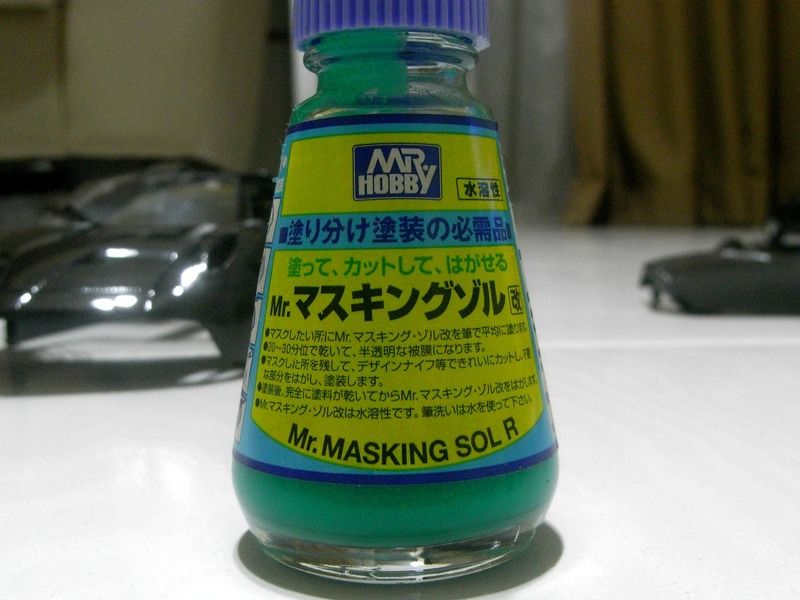 MR.
HOBBY
水溶性
■塗り分け塗装の必需品■
塗って、カットして、はがせる
Mr.マスキングゾル 改
●マスクしたい所にMr.マスキング・ゾル改を筆で平均に塗ります。
●20〜30分位で乾いて、半透明な被膜になります。
●マスクした所を残して、デザインナイフ等できれいにカットし、不要
な部分をはがし、塗装します。
●塗装後、完全に塗料が乾いてからMr.マスキング・ゾル改をはがします。
●Mr.マスキング・ゾル改は水溶性です。筆洗いは水を使って下さい。
Mr. MASKING SOL R